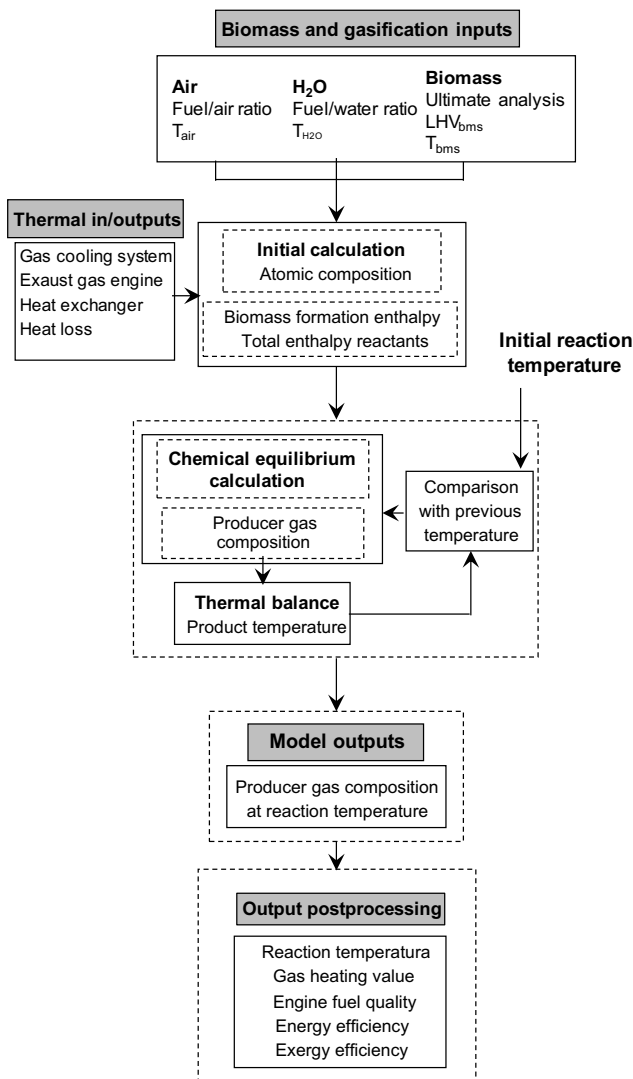 Biomass and gasification inputs
Air
Fuel/air ratio
Tair
H2O
Fuel/water ratio
TH2O
Biomass
Ultimate analysis
LHVbms
Tbms
Thermal in/outputs
Gas cooling system
Exaust gas engine
Heat exchanger
Heat loss
Initial calculation
Atomic composition
Biomass formation enthalpy
Total enthalpy reactants
Initial reaction
temperature
Chemical equilibrium
calculation
Producer gas
composition
Comparison
with previous
temperature
Thermal balance
Product temperature
Model outputs
Producer gas composition
at reaction temperature
Output postprocessing
Reaction temperatura
Gas heating value
Engine fuel quality
Energy efficiency
Exergy efficiency